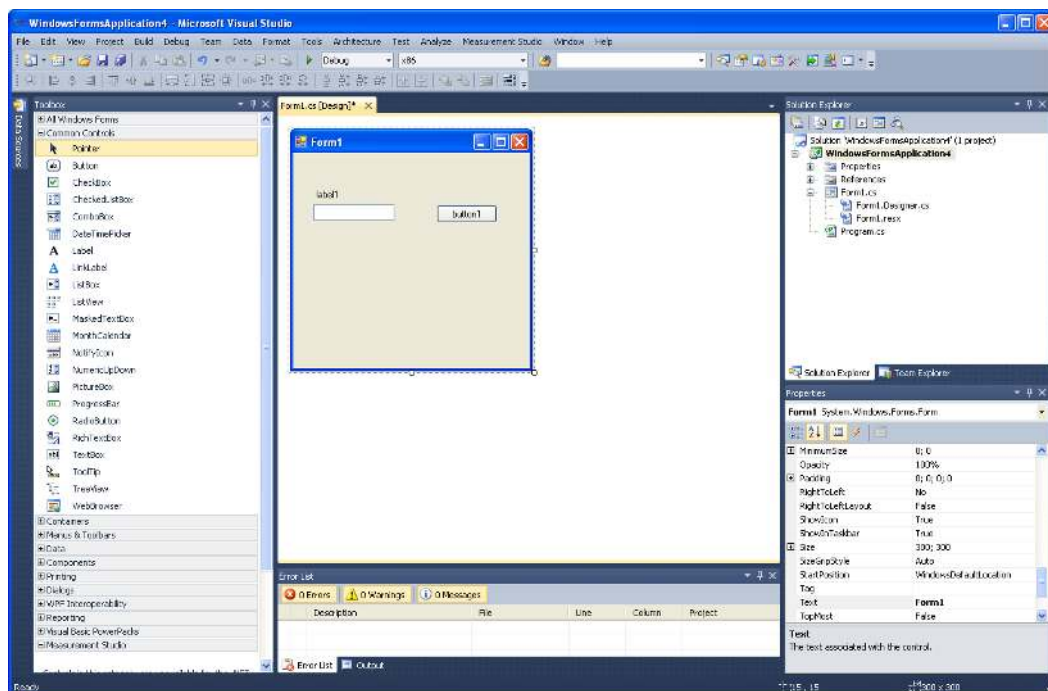 WindowsFormsApplication4 - Microsoft Visual Studio
File Edit View Project Build Debug Team Data Format Tools Architecture Test Analyze Measurement Studio Window Help
Debug x86
Data Sources
Toolbox
All Windows Forms
Common Controls
Pointer
Button
CheckBox
CheckedListBox
ComboBox
DateTimePicker
Label
LinkLabel
ListBox
ListView
MaskedTextBox
MonthCalendar
NotifyIcon
NumericUpDown
PictureBox
ProgressBar
RadioButton
RichTextBox
TextBox
ToolTip
TreeView
WebBrowser
Containers
Menus & Toolbars
Data
Components
Printing
Dialogs
WPF Interoperability
Reporting
Visual Basic PowerPacks
Measurement Studio
Form1.cs [Design]*
Form1
label1
button1
Error List
0 Errors 0 Warnings 0 Messages
Description File Line Column Project
Error List Output
Solution Explorer
Solution 'WindowsFormsApplication4' (1 project)
WindowsFormsApplication4
Properties
References
Form1.cs
Form1.Designer.cs
Form1.resx
Program.cs
Solution Explorer Team Explorer
Properties
Form1 System.Windows.Forms.Form
MinimumSize 0; 0
Opacity 100%
Padding 0; 0; 0; 0
RightToLeft No
RightToLeftLayout False
ShowIcon True
ShowInTaskbar True
Size 300; 300
SizeGripStyle Auto
StartPosition WindowsDefaultLocation
Tag
Text Form1
TopMost False
Text
The text associated with the control.
Ready 15 , 15 300 x 300